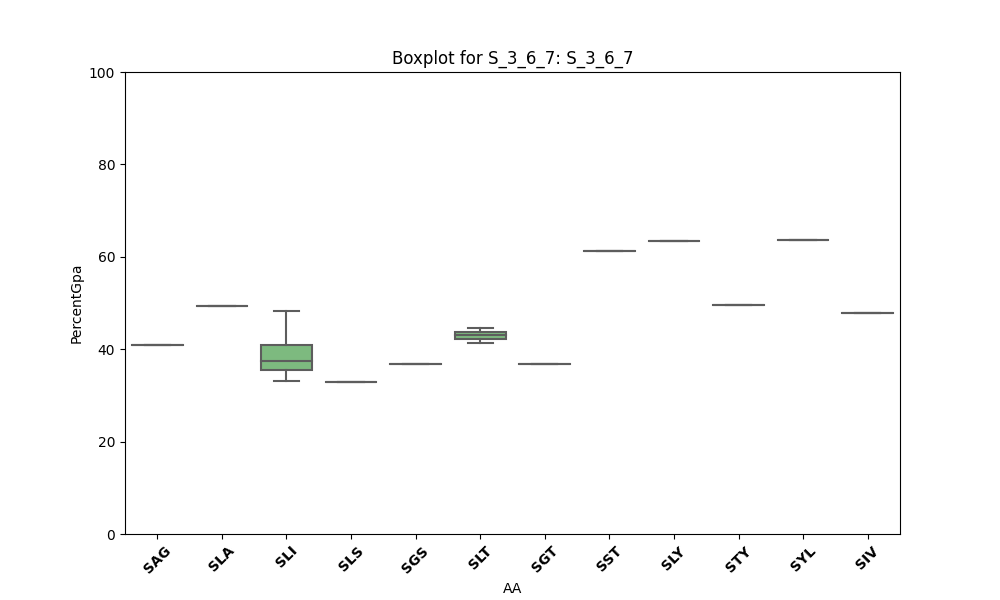 Boxplot for S_3_6_7: S_3_6_7
PercentGpa
100
80
60
40
20
0
SAG SLA SLI SLS SGS SLT SGT SST SLY STY SYL SIV
AA